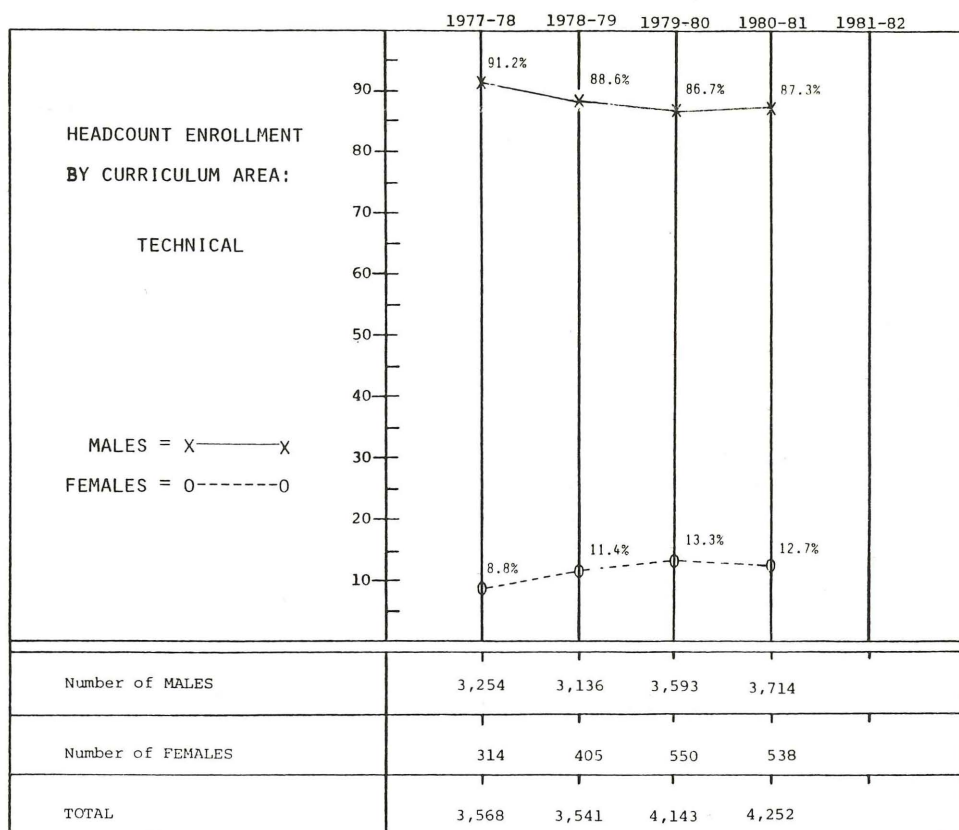 1977-78 1978-79 1979-80 1980-81 1981-82
HEADCOUNT ENROLLMENT
BY CURRICULUM AREA:
TECHNICAL
MALES = X———X
FEMALES = O-------O
90
80
70
60
50
40
30
20
10
91.2% 88.6% 86.7% 87.3%
8.8% 11.4% 13.3% 12.7%
Number of MALES 3,254 3,136 3,593 3,714
Number of FEMALES 314 405 550 538
TOTAL 3,568 3,541 4,143 4,252